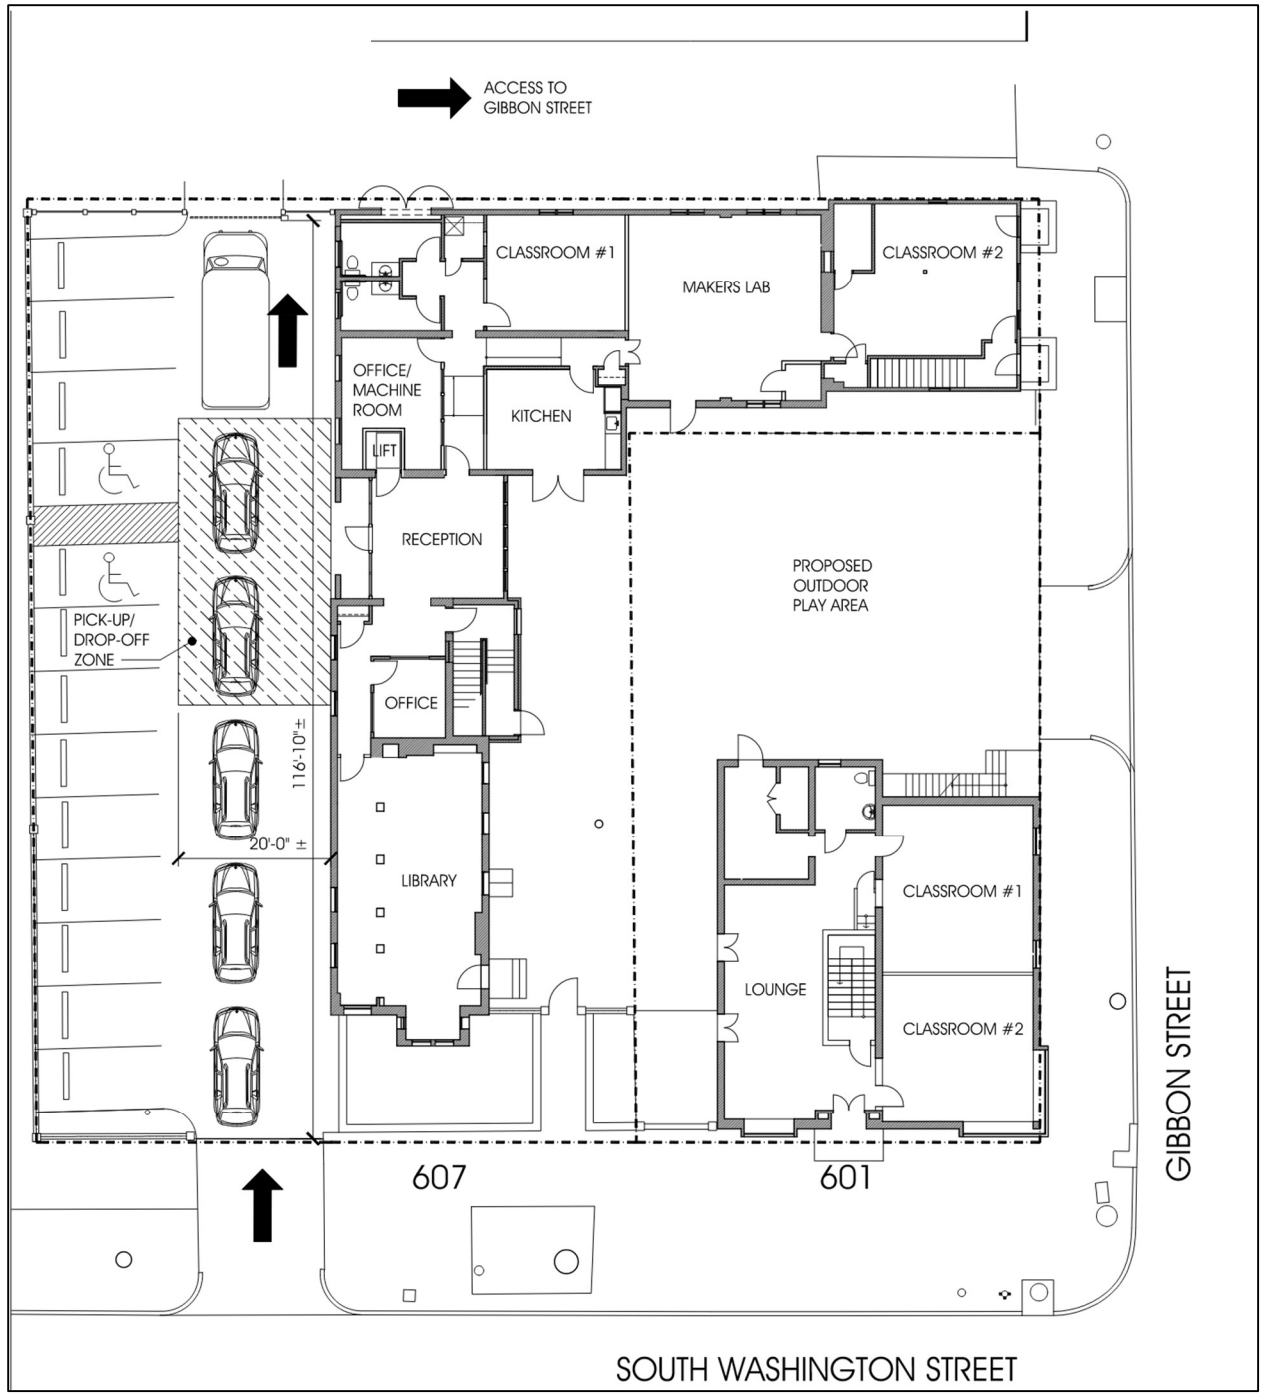 ACCESS TO
GIBBON STREET
CLASSROOM #1
CLASSROOM #2
MAKERS LAB
OFFICE/
MACHINE
ROOM
KITCHEN
LIFT
RECEPTION
PROPOSED
OUTDOOR
PLAY AREA
PICK-UP/
DROP-OFF
ZONE
OFFICE
116'-10"±
20'-0" ±
LIBRARY
CLASSROOM #1
LOUNGE
CLASSROOM #2
GIBBON STREET
607
601
SOUTH WASHINGTON STREET